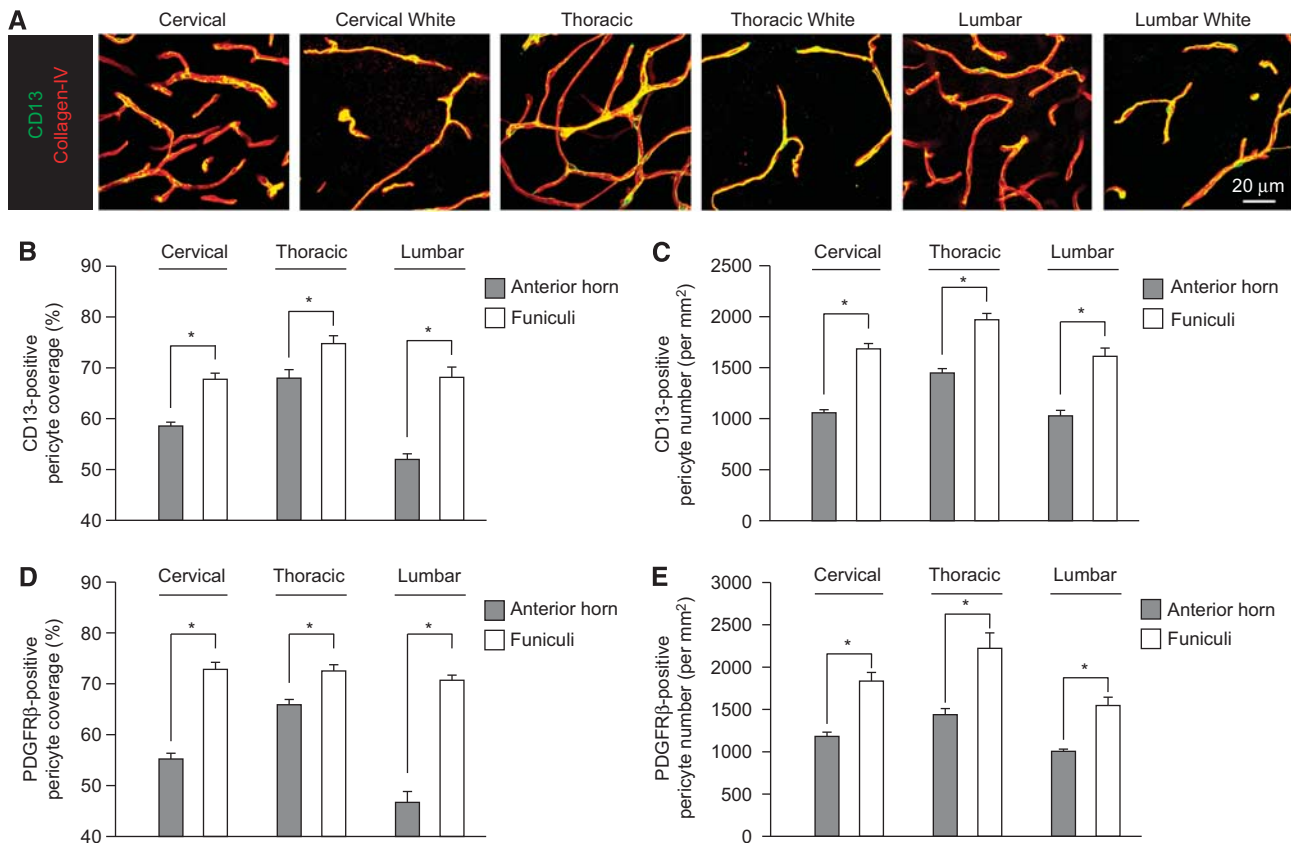 A
Cervical
Cervical White
Thoracic
Thoracic White
Lumbar
Lumbar White
CD13
Collagen-IV
20 μm
B
Cervical
Thoracic
Lumbar
90
80
70
60
50
40
CD13-positive
pericyte coverage (%)
*
*
*
Anterior horn
Funiculi
C
Cervical
Thoracic
Lumbar
2500
2000
1500
1000
500
0
CD13-positive
pericyte number (per mm²)
*
*
*
Anterior horn
Funiculi
D
Cervical
Thoracic
Lumbar
90
80
70
60
50
40
PDGFRβ-positive
pericyte coverage (%)
*
*
*
Anterior horn
Funiculi
E
Cervical
Thoracic
Lumbar
3000
2500
2000
1500
1000
500
0
PDGFRβ-positive
pericyte number (per mm²)
*
*
*
Anterior horn
Funiculi